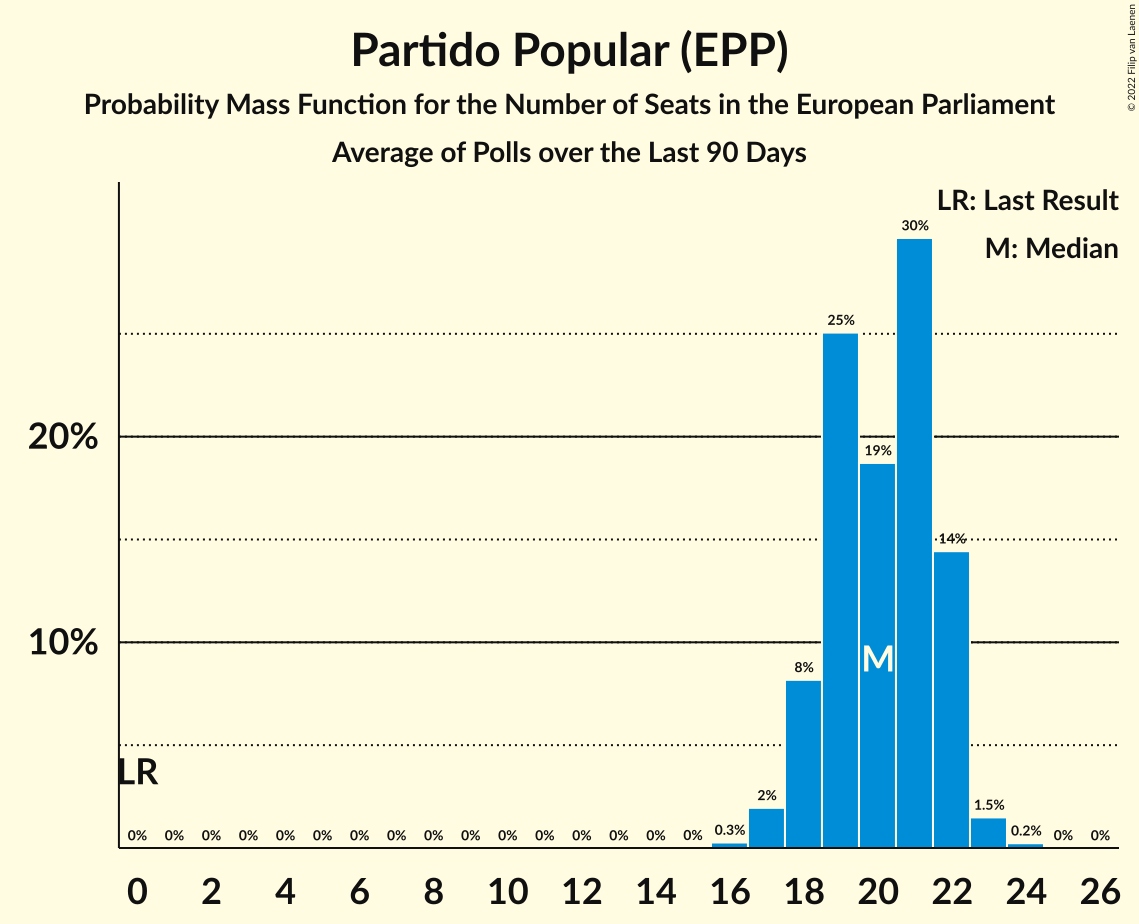 Partido Popular (EPP)
Probability Mass Function for the Number of Seats in the European Parliament
Average of Polls over the Last 90 Days
© 2022 Filip van Laenen
LR: Last Result
M: Median
30%
25%
20%
19%
14%
10%
M
8%
LR
2%
1.5%
0% 0% 0% 0% 0% 0% 0% 0% 0% 0% 0% 0% 0% 0% 0% 0% 0.3% 0.2% 0% 0%
0 2 4 6 8 10 12 14 16 18 20 22 24 26